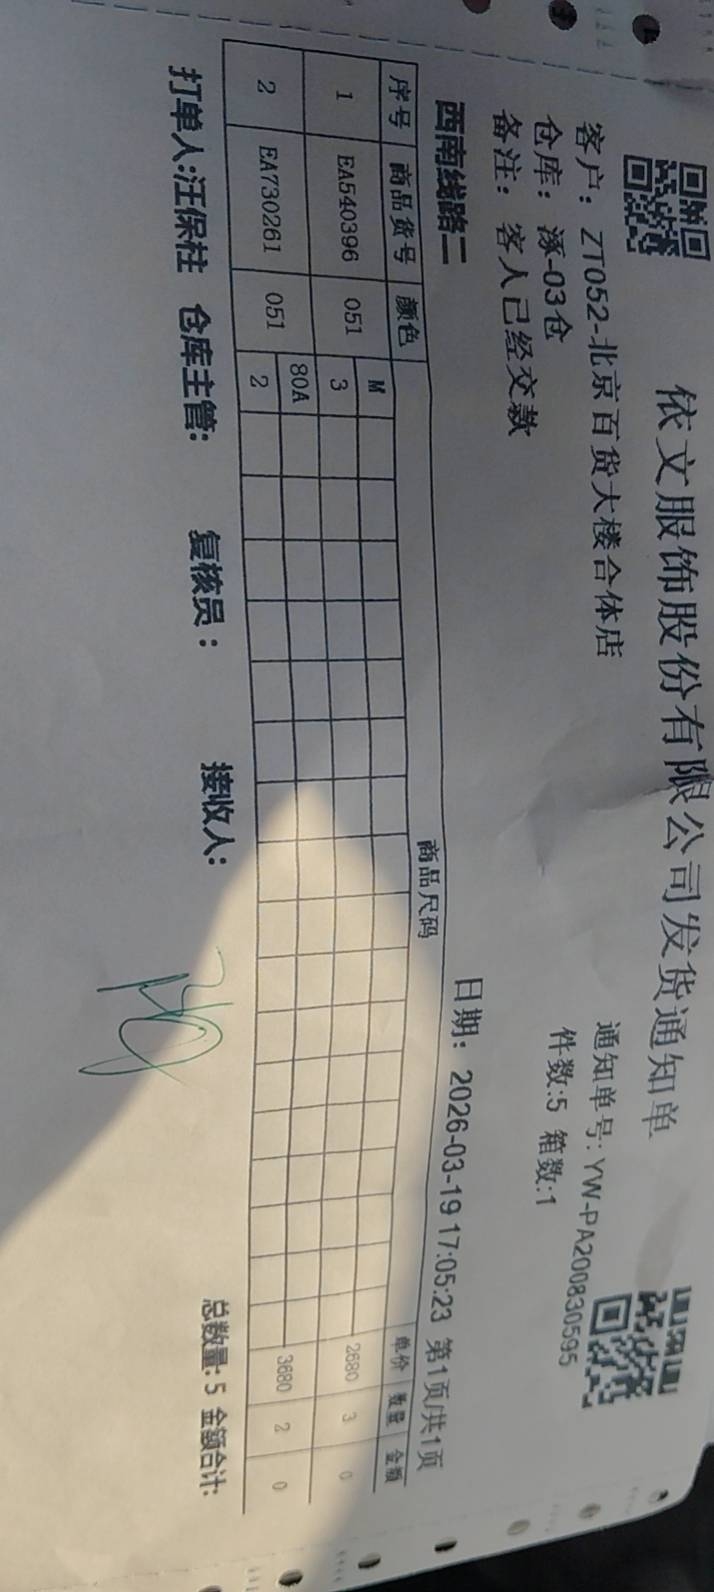 依文服饰股份有限公司发货通知单
客户：ZT052-北京百货大楼合体店 通知单号：YW-PA200830595
仓库：涿-03仓 件数:5 箱数:1
备注：客人已经交款
西南线路二 日期：2026-03-19 17:05:23 第1页/共1页
序号 商品货号 颜色 商品尺码 单价 数量 金额
M
1 EA540396 051 3 2680 3 0
80A
2 EA730261 051 2 3680 2 0
打单人:汪保柱 仓库主管: 复核员： 接收人: 总数量: 5 金额合计: